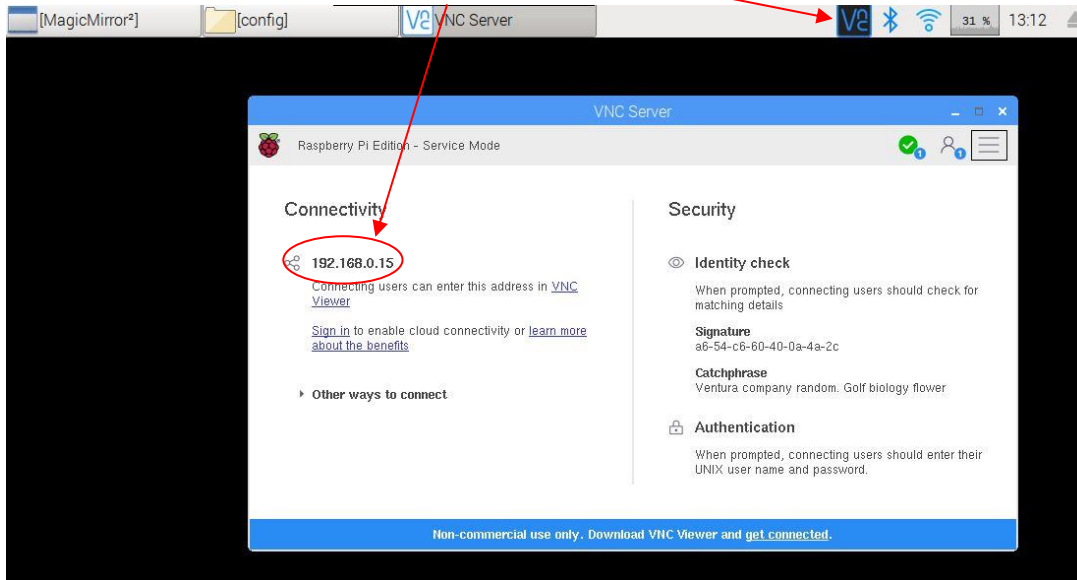 [MagicMirror²]
[config]
VNC Server
31 %
13:12
VNC Server
Raspberry Pi Edition - Service Mode
1
1
Connectivity
192.168.0.15
Connecting users can enter this address in VNC
Viewer
Sign in to enable cloud connectivity or learn more
about the benefits
Other ways to connect
Security
Identity check
When prompted, connecting users should check for
matching details
Signature
a6-54-c6-60-40-0a-4a-2c
Catchphrase
Ventura company random. Golf biology flower
Authentication
When prompted, connecting users should enter their
UNIX user name and password.
Non-commercial use only. Download VNC Viewer and get connected.